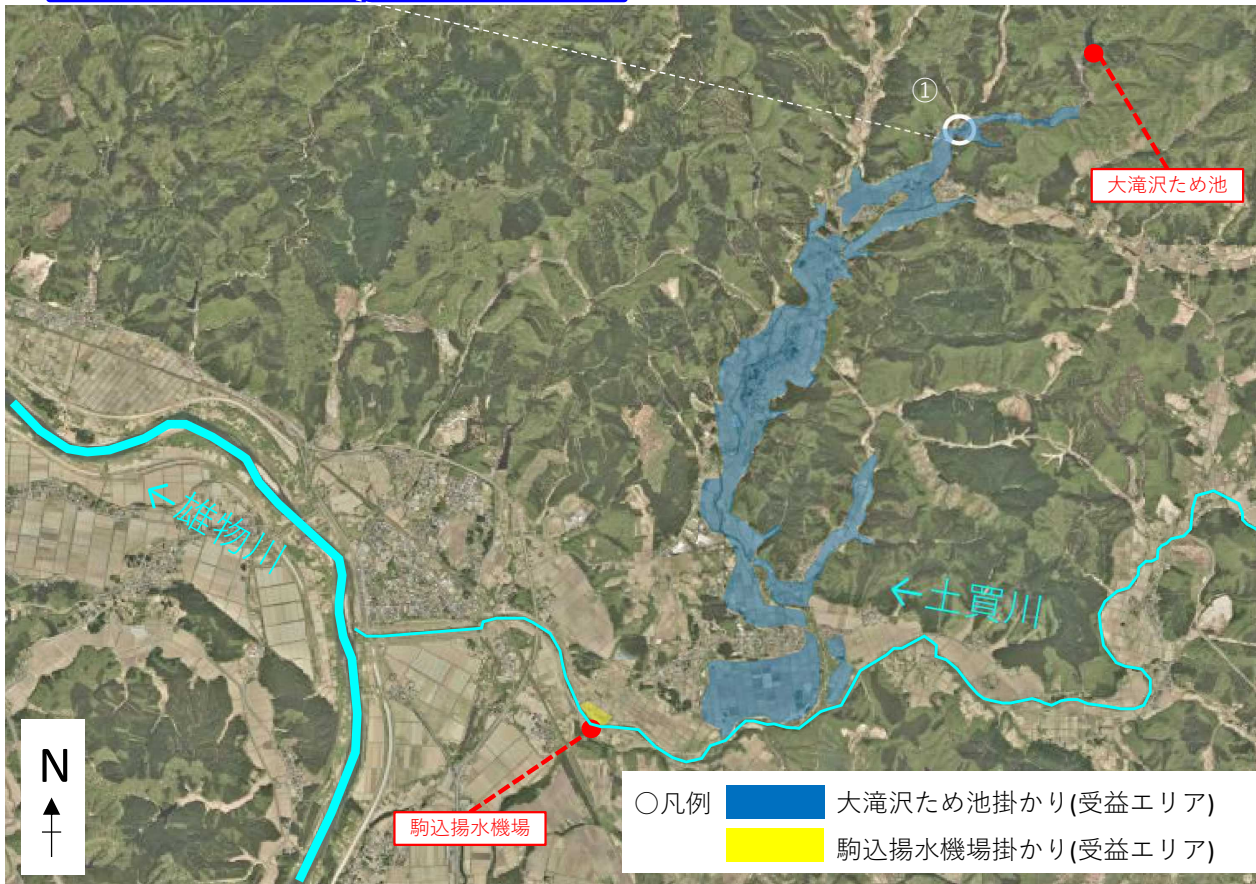 ①
大滝沢ため池
←雄物川
←土買川
駒込揚水機場
N
○凡例
大滝沢ため池掛かり(受益エリア)
駒込揚水機場掛かり(受益エリア)